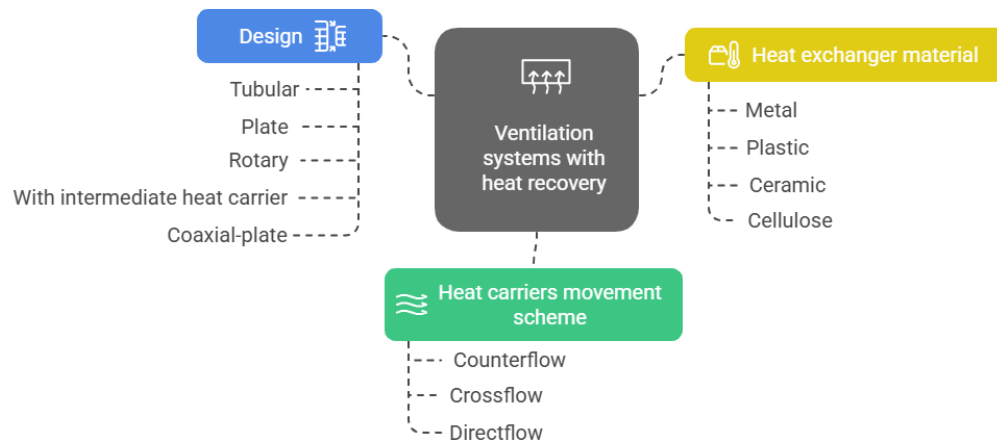 Design
Tubular
Plate
Rotary
With intermediate heat carrier
Coaxial-plate
Ventilation
systems with
heat recovery
Heat exchanger material
Metal
Plastic
Ceramic
Cellulose
Heat carriers movement
scheme
Counterflow
Crossflow
Directflow